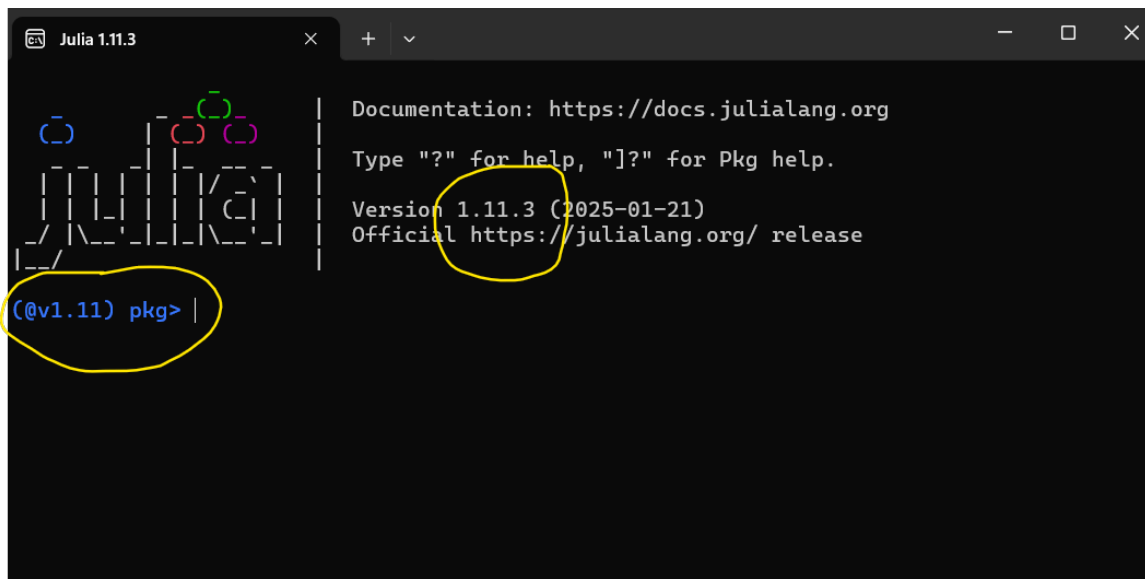 Julia 1.11.3
Documentation: https://docs.julialang.org
Type "?" for help, "]?" for Pkg help.
Version 1.11.3 (2025-01-21)
Official https://julialang.org/ release
julia
(@v1.11) pkg>